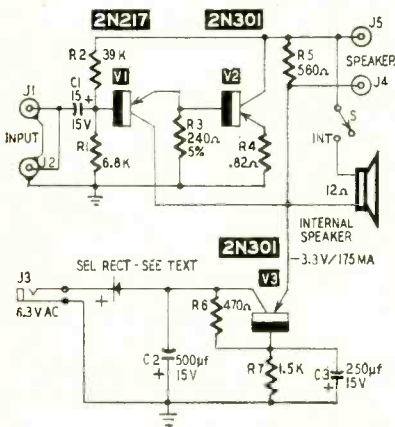 2N217
2N301
J5
R2
39K
R5
560Ω
SPEAKER
J4
J1
C1
15 +
15V
V1
V2
INPUT
R1
6.8K
R3
240Ω
5%
R4
.82Ω
S
INT
J2
12Ω
INTERNAL
SPEAKER
2N301
-3.3V/175MA
V3
J3
SEL RECT - SEE TEXT
6.3V AC
+
R6
470Ω
C2
500µf
15V
+
R7
1.5K
C3
250µf
15V
+